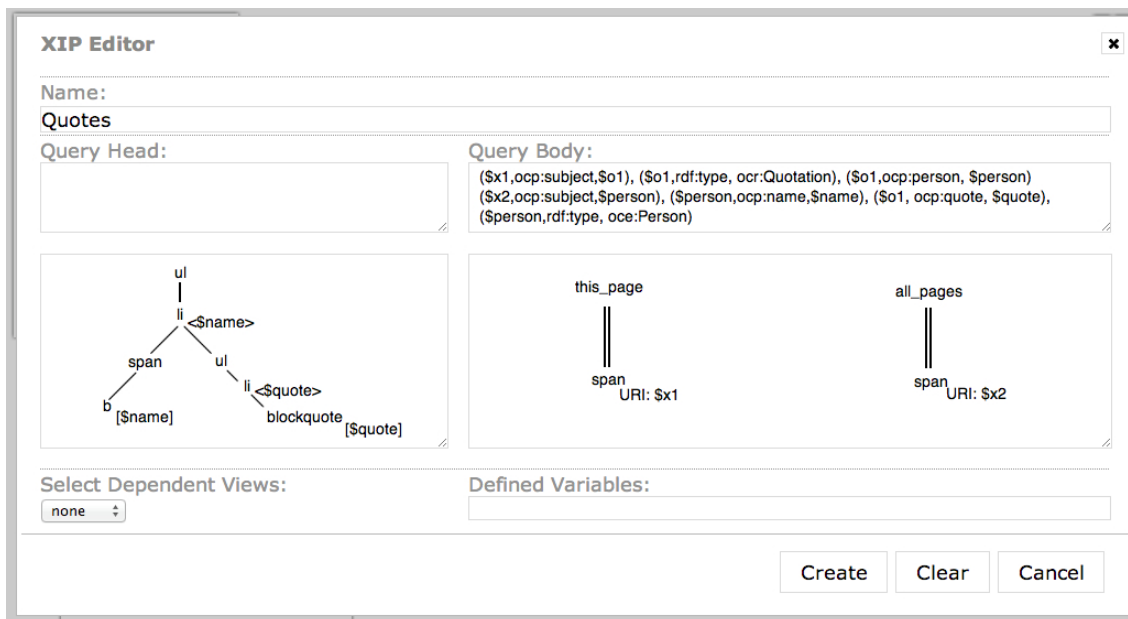 XIP Editor
Name:
Quotes
Query Head:
Query Body:
($x1,ocp:subject,$o1), ($o1,rdf:type, ocr:Quotation), ($o1,ocp:person, $person)
($x2,ocp:subject,$person), ($person,ocp:name,$name), ($o1, ocp:quote, $quote),
($person,rdf:type, oce:Person)
ul
li <$name>
span ul
li <$quote>
b [$name] blockquote [$quote]
this_page all_pages
span URI: $x1 span URI: $x2
Select Dependent Views:
none
Defined Variables:
Create Clear Cancel